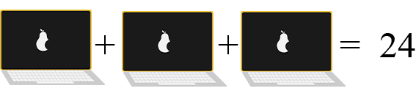 + + = 24